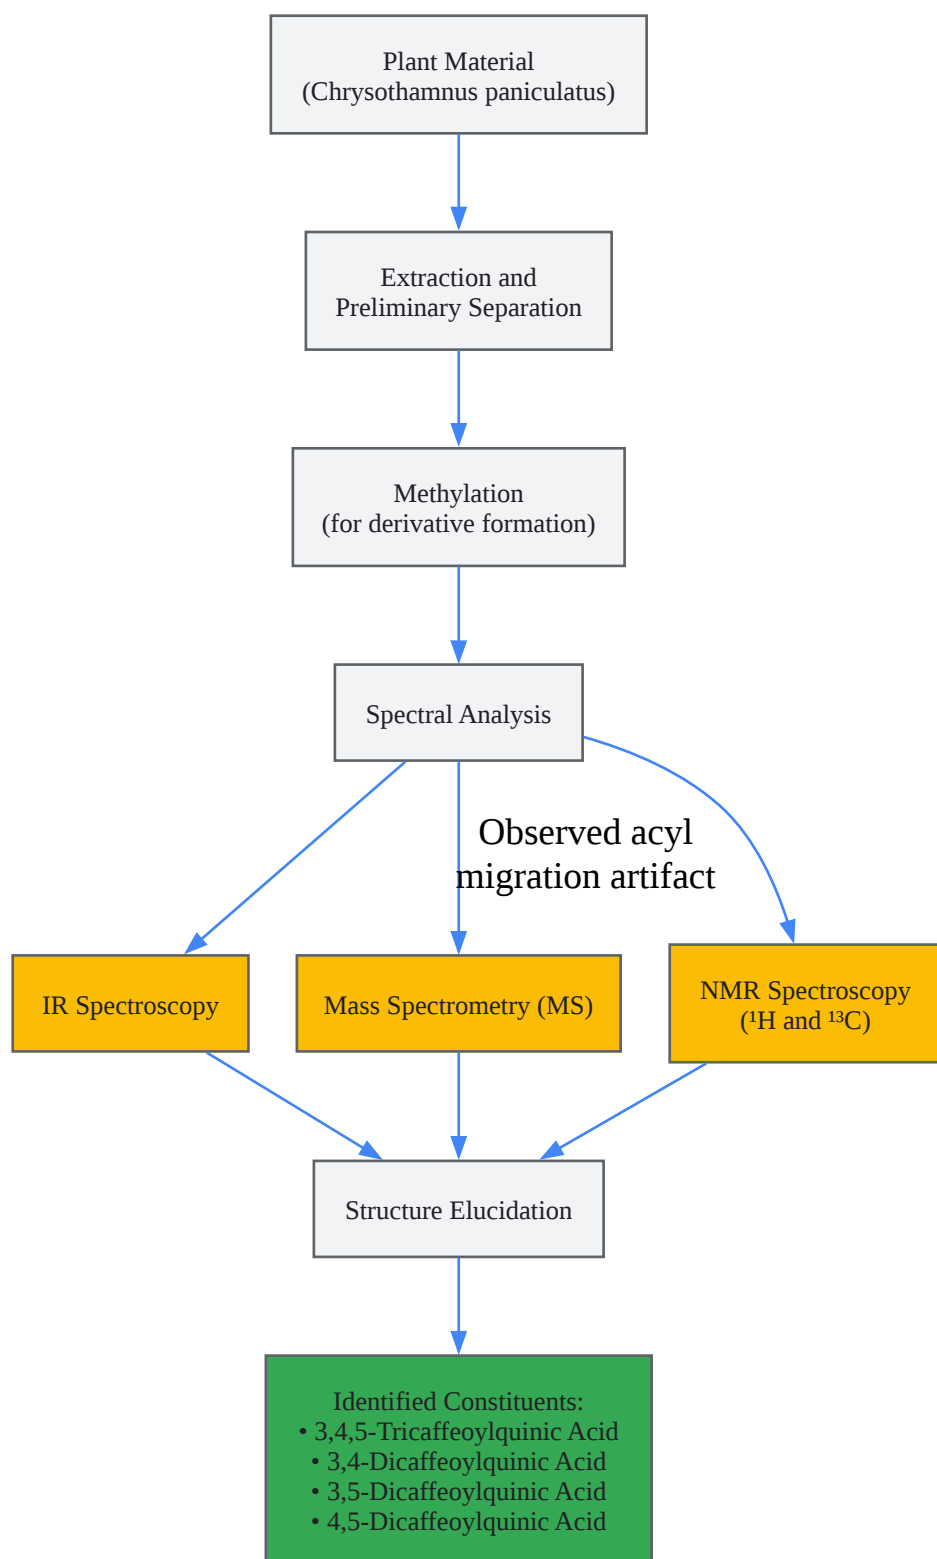 Plant Material
(Chrysothamnus paniculatus)
Extraction and
Preliminary Separation
Methylation
(for derivative formation)
Spectral Analysis
Observed acyl
migration artifact
IR Spectroscopy
Mass Spectrometry (MS)
NMR Spectroscopy
(¹H and ¹³C)
Structure Elucidation
Identified Constituents:
• 3,4,5-Tricaffeoylquinic Acid
• 3,4-Dicaffeoylquinic Acid
• 3,5-Dicaffeoylquinic Acid
• 4,5-Dicaffeoylquinic Acid